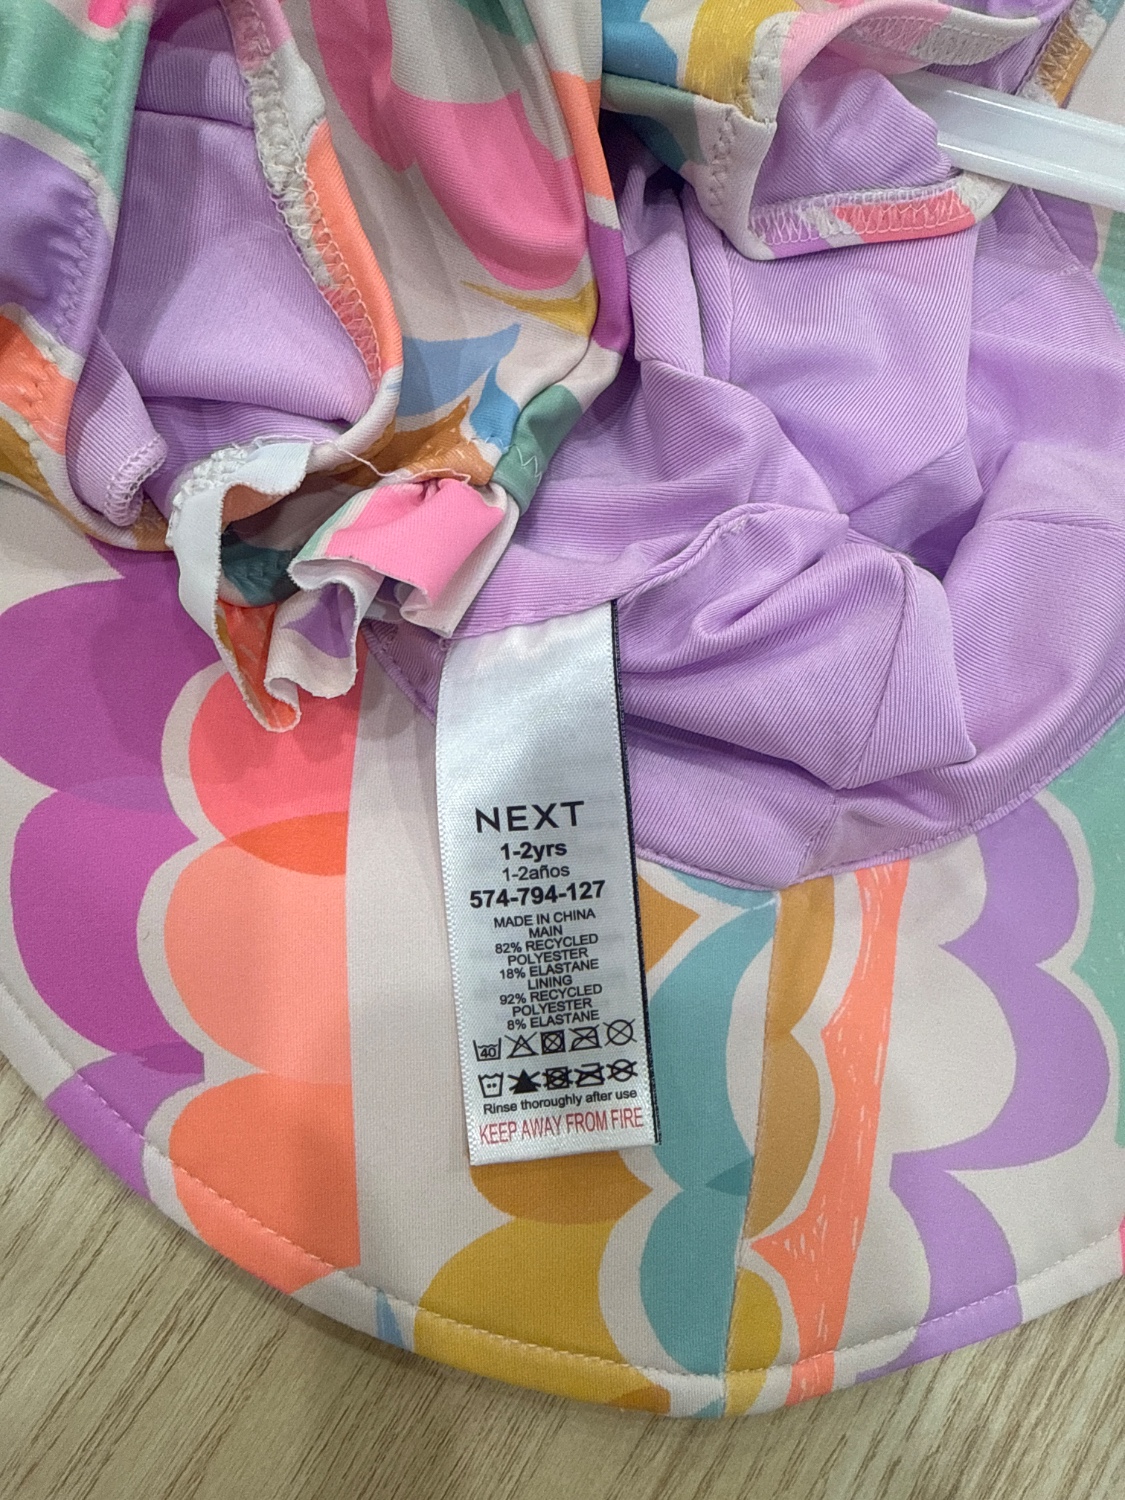 NEXT
1-2yrs
1-2años
574-794-127
MADE IN CHINA
MAIN
82% RECYCLED
POLYESTER
18% ELASTANE
LINING
92% RECYCLED
POLYESTER
8% ELASTANE
40
Rinse thoroughly after use
KEEP AWAY FROM FIRE